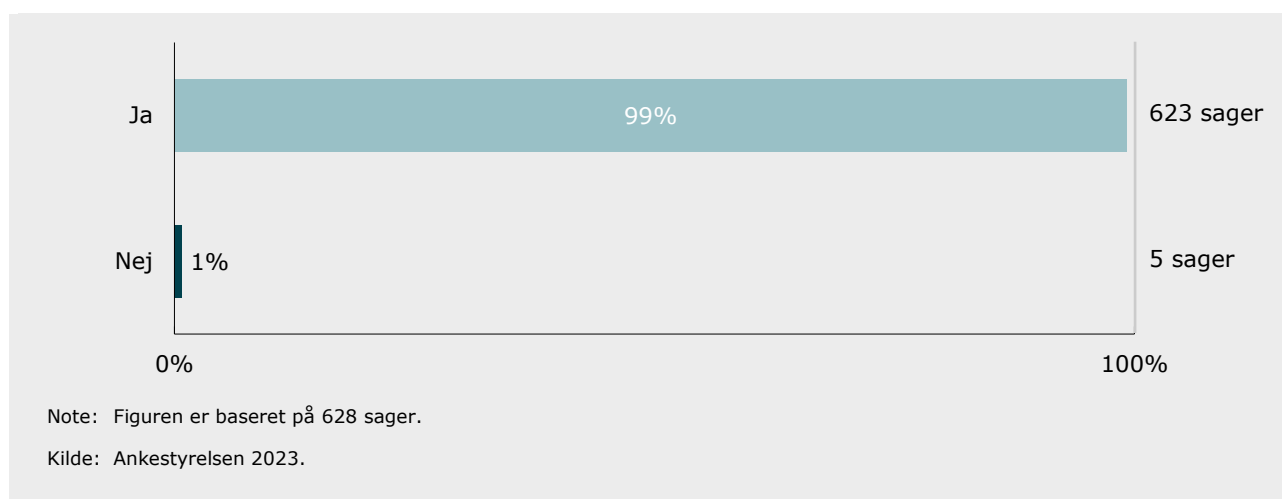 Ja 99% 623 sager
Nej 1% 5 sager
0% 100%
Note: Figuren er baseret på 628 sager.
Kilde: Ankestyrelsen 2023.